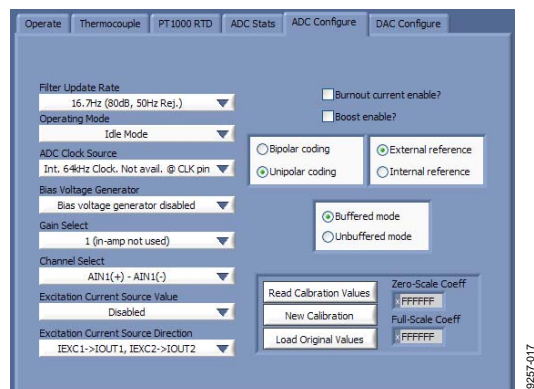 Operate
Thermocouple
PT1000 RTD
ADC Stats
ADC Configure
DAC Configure
Filter Update Rate
16.7Hz (80dB, 50Hz Rej.)
Operating Mode
Idle Mode
ADC Clock Source
Int. 64kHz Clock. Not avail. @ CLK pin
Bias Voltage Generator
Bias voltage generator disabled
Gain Select
1 (in-amp not used)
Channel Select
AIN1(+) - AIN1(-)
Excitation Current Source Value
Disabled
Excitation Current Source Direction
IEXC1->IOUT1, IEXC2->IOUT2
Burnout current enable?
Boost enable?
Bipolar coding
Unipolar coding
External reference
Internal reference
Buffered mode
Unbuffered mode
Read Calbration Values
New Calibration
Load Original Values
Zero-Scale Coeff
x FFFFFF
Full-Scale Coeff
x FFFFFF
9257-017